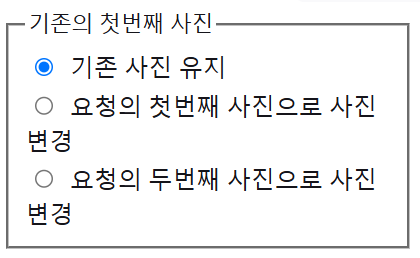 기존의 첫번째 사진
기존 사진 유지
요청의 첫번째 사진으로 사진
변경
요청의 두번째 사진으로 사진
변경